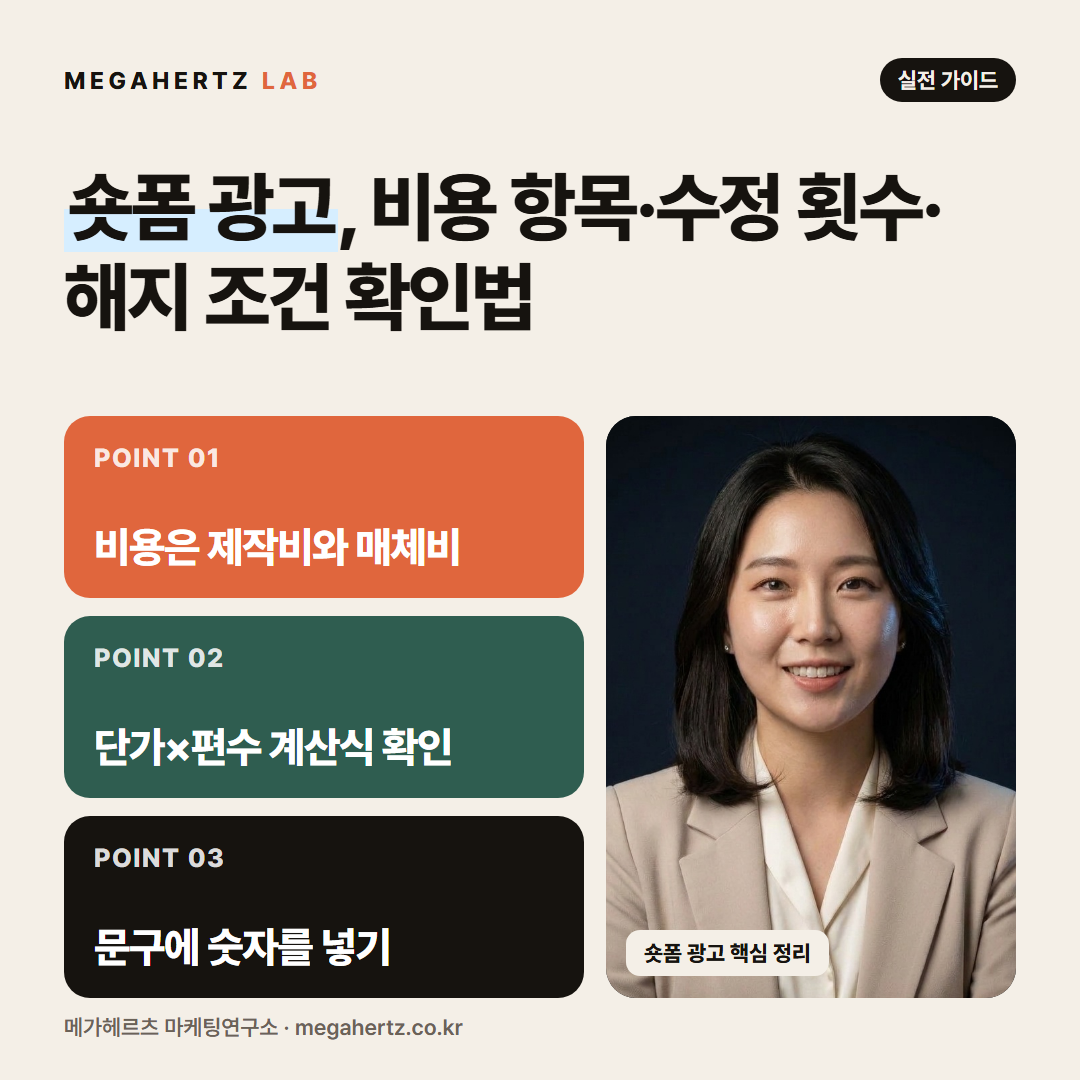 MEGAHERTZ LAB
실전 가이드
숏폼 광고, 비용 항목·수정 횟수·
해지 조건 확인법
POINT 01
비용은 제작비와 매체비
POINT 02
단가×편수 계산식 확인
POINT 03
문구에 숫자를 넣기
숏폼 광고 핵심 정리
메가헤르츠 마케팅연구소 · megahertz.co.kr